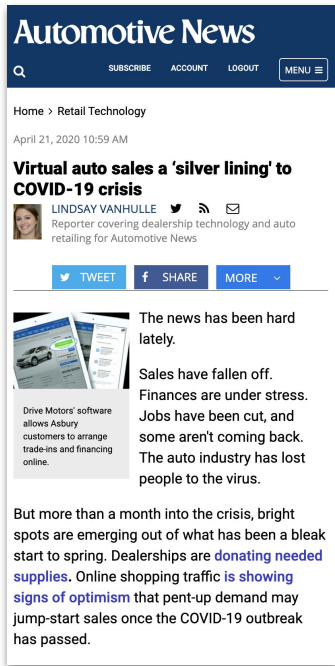 Automotive News
SUBSCRIBE ACCOUNT LOGOUT MENU
Home > Retail Technology
April 21, 2020 10:59 AM
Virtual auto sales a ‘silver lining' to
COVID-19 crisis
LINDSAY VANHULLE
Reporter covering dealership technology and auto
retailing for Automotive News
TWEET f SHARE MORE
The news has been hard
lately.
Sales have fallen off.
Finances are under stress.
Jobs have been cut, and
some aren't coming back.
The auto industry has lost
people to the virus.
Drive Motors' software
allows Asbury
customers to arrange
trade-ins and financing
online.
But more than a month into the crisis, bright
spots are emerging out of what has been a bleak
start to spring. Dealerships are donating needed
supplies. Online shopping traffic is showing
signs of optimism that pent-up demand may
jump-start sales once the COVID-19 outbreak
has passed.